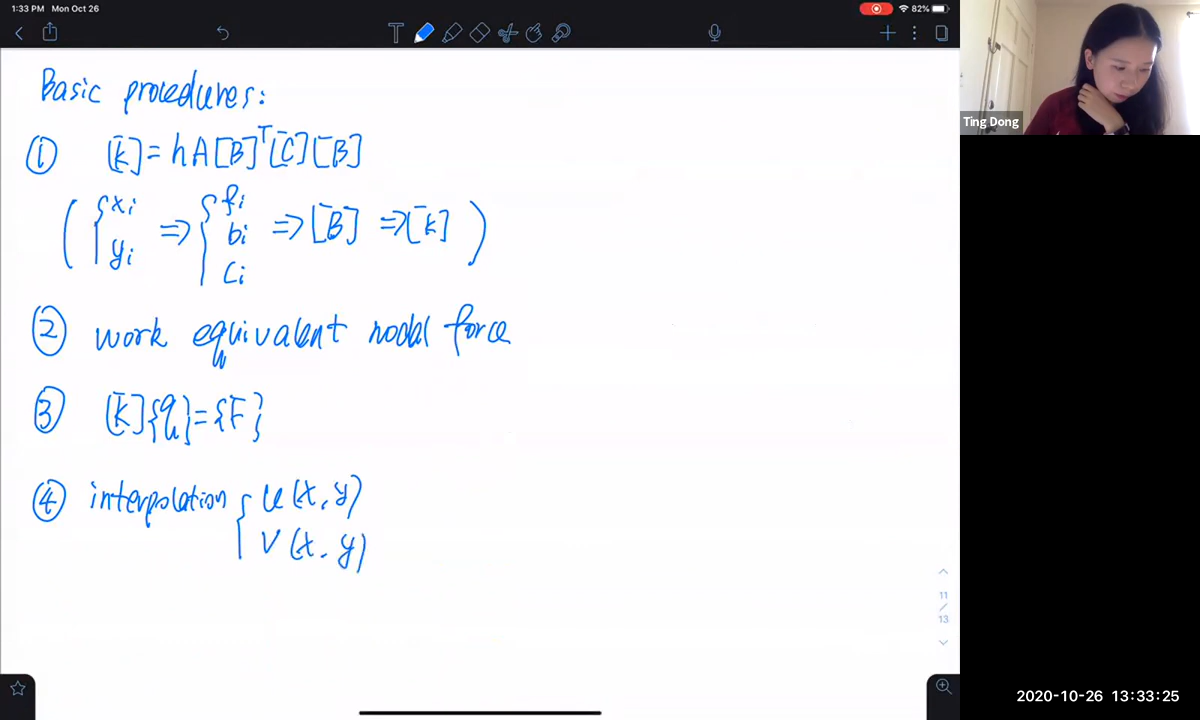 1:33 PM Mon Oct 26
82%
Basic procedures:
① [K] = hA[B]ᵀ[C][B]
( { xi yi ⇒ { fi bi ci ⇒ [B] ⇒ [K] )
② work equivalent nodal force
③ [K]{q} = {F}
④ interpolation { u(x, y)
v(x, y)
11
/
13
Ting Dong
2020-10-26 13:33:25